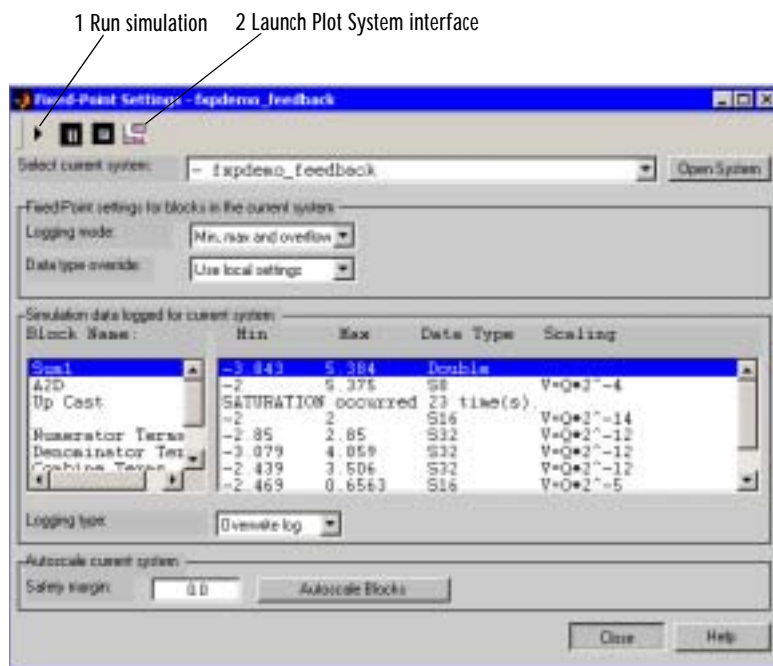 1 Run simulation 2 Launch Plot System interface
Fixed-Point Settings - fxpdemo_feedback
Select current system: - fxpdemo_feedback Open System
Fixed Point settings for blocks in the current system
Logging mode: Min, max and overflow
Data type override: Use local settings
Simulation data logged for current system
Block Name: Min Max Data Type Scaling
Sum1 -3.843 5.384 Double
A2D -2 5.375 S8 V=Q*2^-4
Up Cast SATURATION occurred 23 time(s).
-2 2 S16 V=Q*2^-14
Numerator Terms -2.85 2.85 S32 V=Q*2^-12
Denominator Ter -3.079 4.059 S32 V=Q*2^-12
Combine Terms -2.439 3.506 S32 V=Q*2^-12
-2.469 0.6563 S16 V=Q*2^-5
Logging type: Overwrite log
Autoscale current system
Safety margin: 0.0 Autoscale Blocks
Close Help